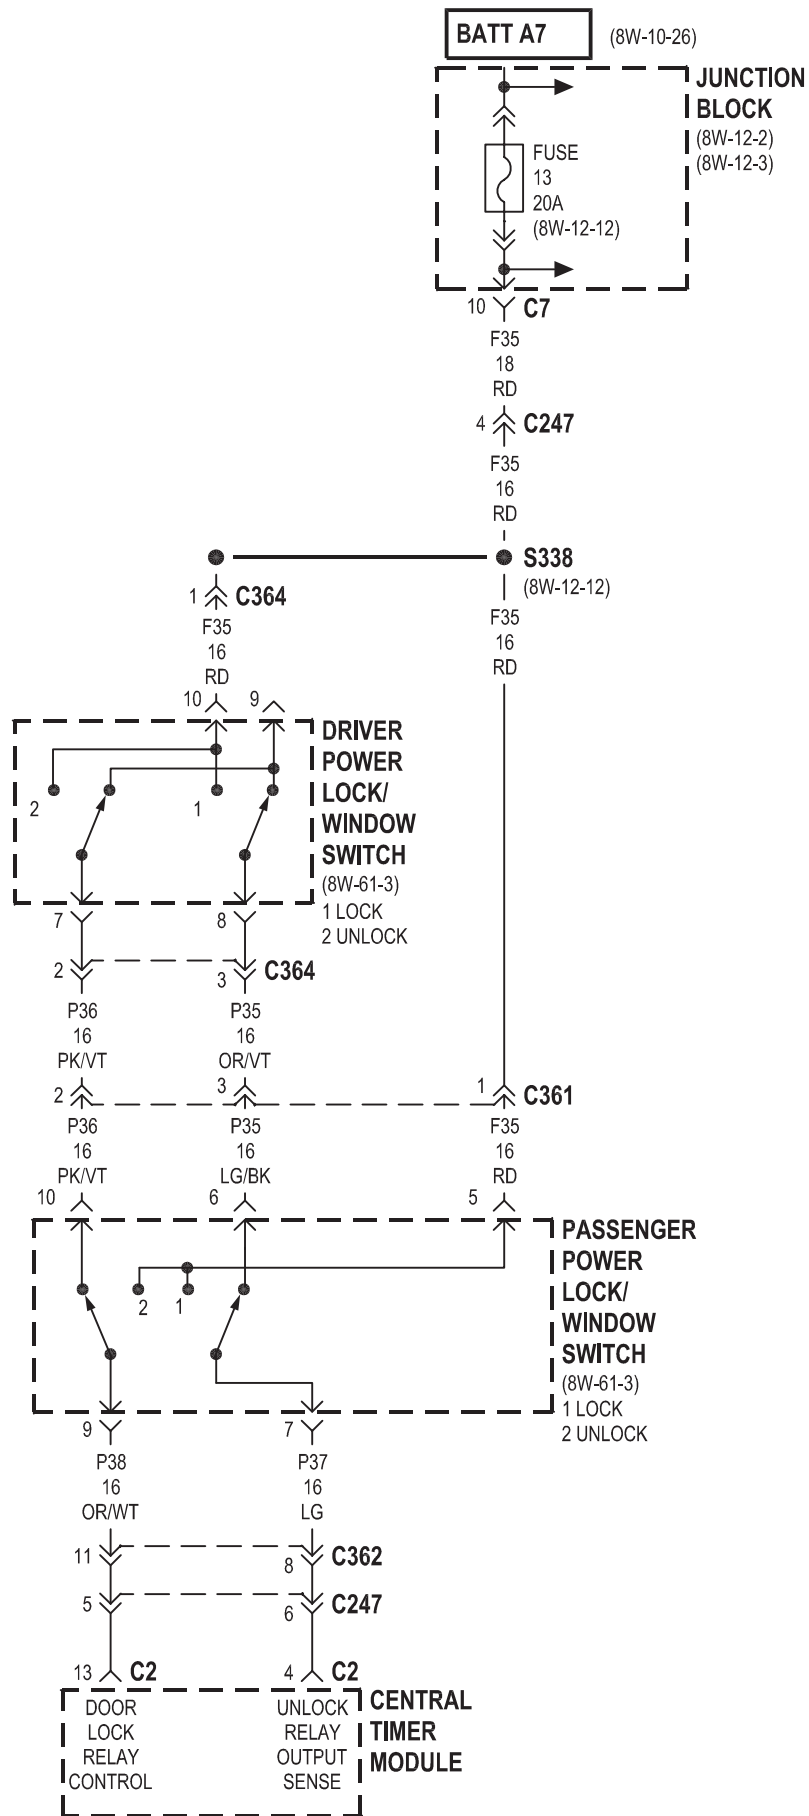 BATT A7 (8W-10-26)
JUNCTION
BLOCK
(8W-12-2)
(8W-12-3)
FUSE
13
20A
(8W-12-12)
10 C7
F35
18
RD
4 C247
F35
16
RD
S338
(8W-12-12)
1 C364
F35
16
RD
F35
16
RD
10 9
DRIVER
POWER
LOCK/
WINDOW
SWITCH
(8W-61-3)
1 LOCK
2 UNLOCK
2 1
7 8
2 3 C364
P36 P35
16 16
PK/VT OR/VT
2 3 1 C361
P36 P35 F35
16 16 16
PK/VT LG/BK RD
10 6 5
PASSENGER
POWER
LOCK/
WINDOW
SWITCH
(8W-61-3)
1 LOCK
2 UNLOCK
2 1
9 7
P38 P37
16 16
OR/WT LG
11 8 C362
5 6 C247
13 C2 4 C2
DOOR UNLOCK
LOCK RELAY
RELAY OUTPUT
CONTROL SENSE
CENTRAL
TIMER
MODULE